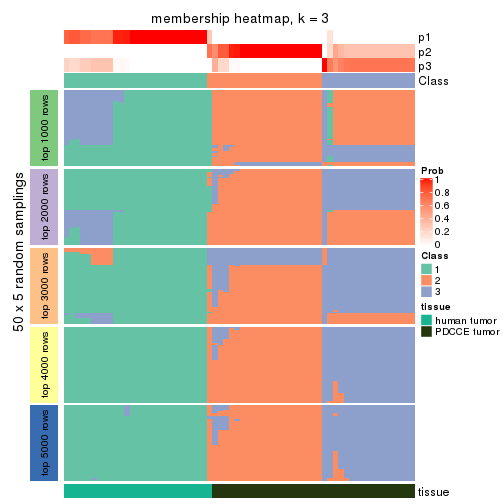 membership heatmap, k = 3
p1
p2
p3
Class
50 x 5 random samplings
top 1000 rows
top 2000 rows
top 3000 rows
top 4000 rows
top 5000 rows
Prob
1
0.8
0.6
0.4
0.2
0
Class
1
2
3
tissue
human tumor
PDCCE tumor
tissue